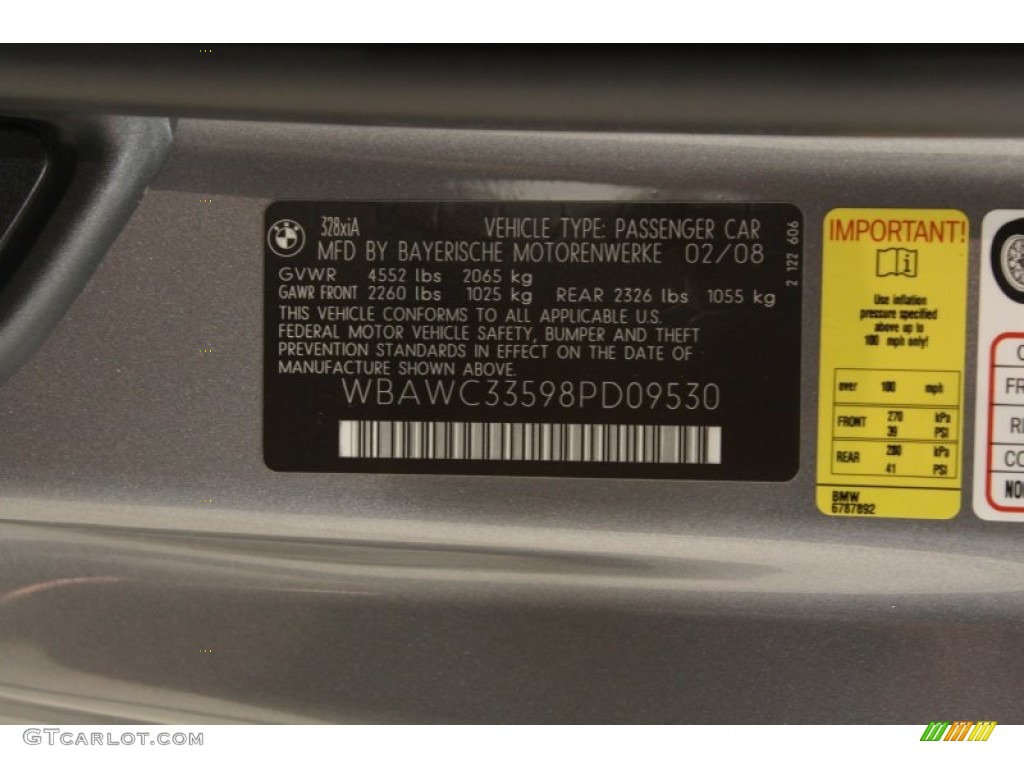 328xiA
VEHICLE TYPE: PASSENGER CAR
MFD BY BAYERISCHE MOTORENWERKE 02/08
GVWR 4552 lbs 2065 kg
GAWR FRONT 2260 lbs 1025 kg REAR 2326 lbs 1055 kg
THIS VEHICLE CONFORMS TO ALL APPLICABLE U.S.
FEDERAL MOTOR VEHICLE SAFETY, BUMPER AND THEFT
PREVENTION STANDARDS IN EFFECT ON THE DATE OF
MANUFACTURE SHOWN ABOVE.
WBAWC33598PD09530
2 122 606
IMPORTANT!
i
Use inflation
pressure specified
above up to
100 mph only!
over 100 mph
FRONT 270 kPa
39 PSI
REAR 280 kPa
41 PSI
BMW
6787892
GTCARLOT.COM